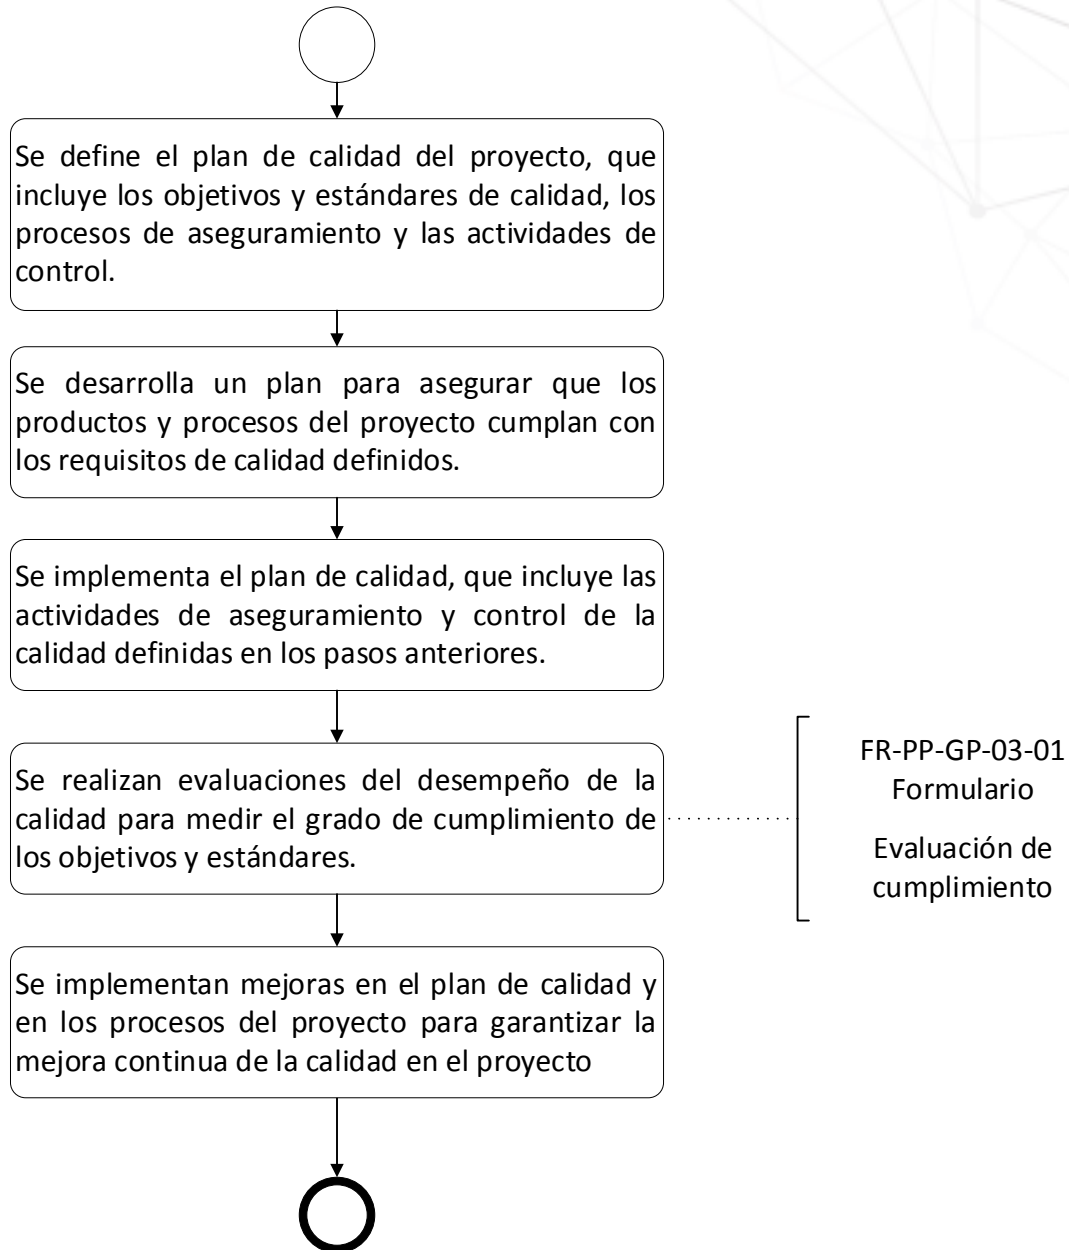 Se define el plan de calidad del proyecto, que
incluye los objetivos y estándares de calidad, los
procesos de aseguramiento y las actividades de
control.
Se desarrolla un plan para asegurar que los
productos y procesos del proyecto cumplan con
los requisitos de calidad definidos.
Se implementa el plan de calidad, que incluye las
actividades de aseguramiento y control de la
calidad definidas en los pasos anteriores.
Se realizan evaluaciones del desempeño de la
calidad para medir el grado de cumplimiento de
los objetivos y estándares.
FR-PP-GP-03-01
Formulario
Evaluación de
cumplimiento
Se implementan mejoras en el plan de calidad y
en los procesos del proyecto para garantizar la
mejora continua de la calidad en el proyecto